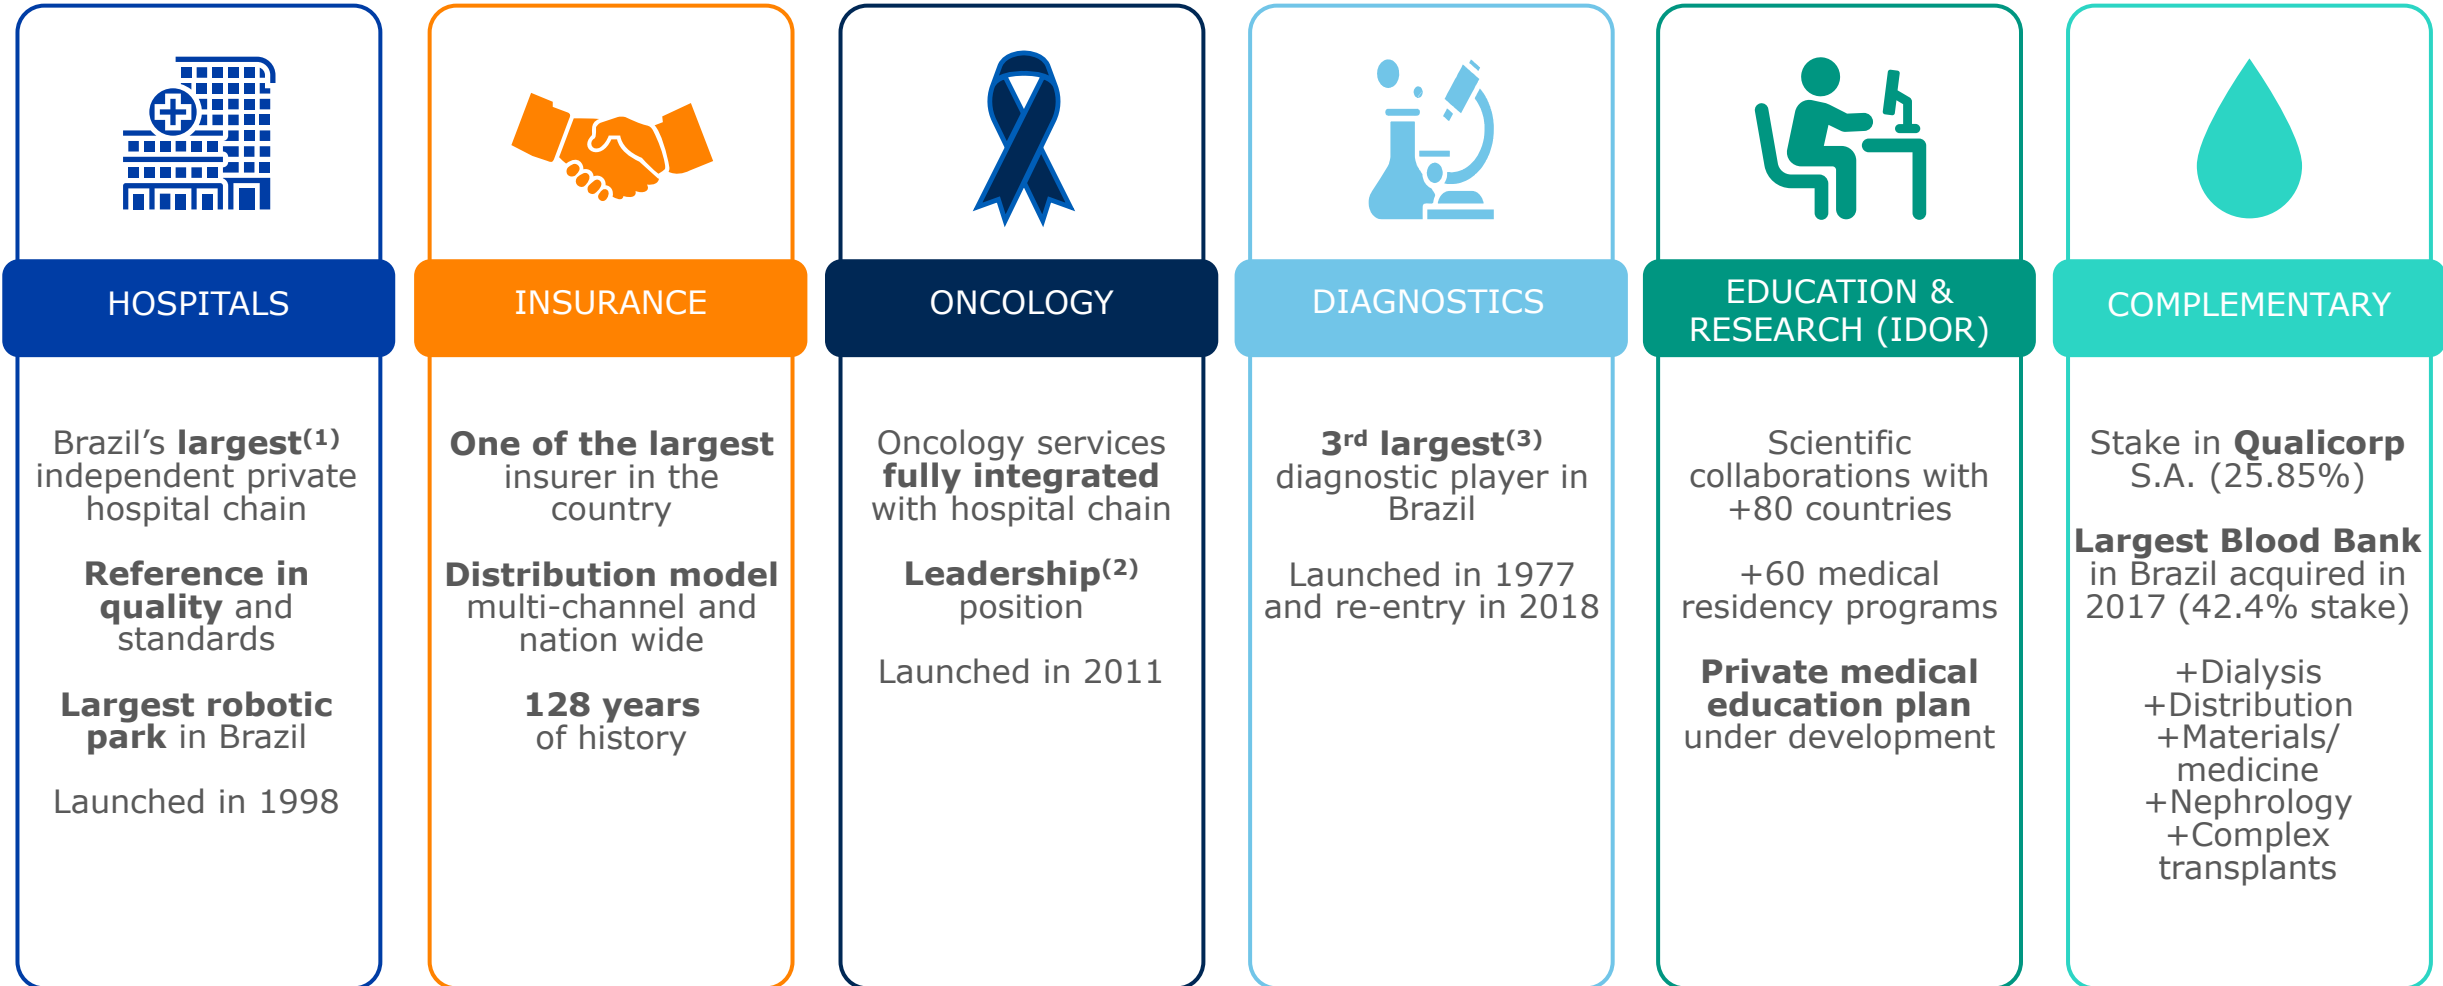 HOSPITALS
Brazil’s largest(1)
independent private
hospital chain
Reference in
quality and
standards
Largest robotic
park in Brazil
Launched in 1998
INSURANCE
One of the largest
insurer in the
country
Distribution model
multi-channel and
nation wide
128 years
of history
ONCOLOGY
Oncology services
fully integrated
with hospital chain
Leadership(2)
position
Launched in 2011
DIAGNOSTICS
3rd largest(3)
diagnostic player in
Brazil
Launched in 1977
and re-entry in 2018
EDUCATION &
RESEARCH (IDOR)
Scientific
collaborations with
+80 countries
+60 medical
residency programs
Private medical
education plan
under development
COMPLEMENTARY
Stake in Qualicorp
S.A. (25.85%)
Largest Blood Bank
in Brazil acquired in
2017 (42.4% stake)
+Dialysis
+Distribution
+Materials/
medicine
+Nephrology
+Complex
transplants